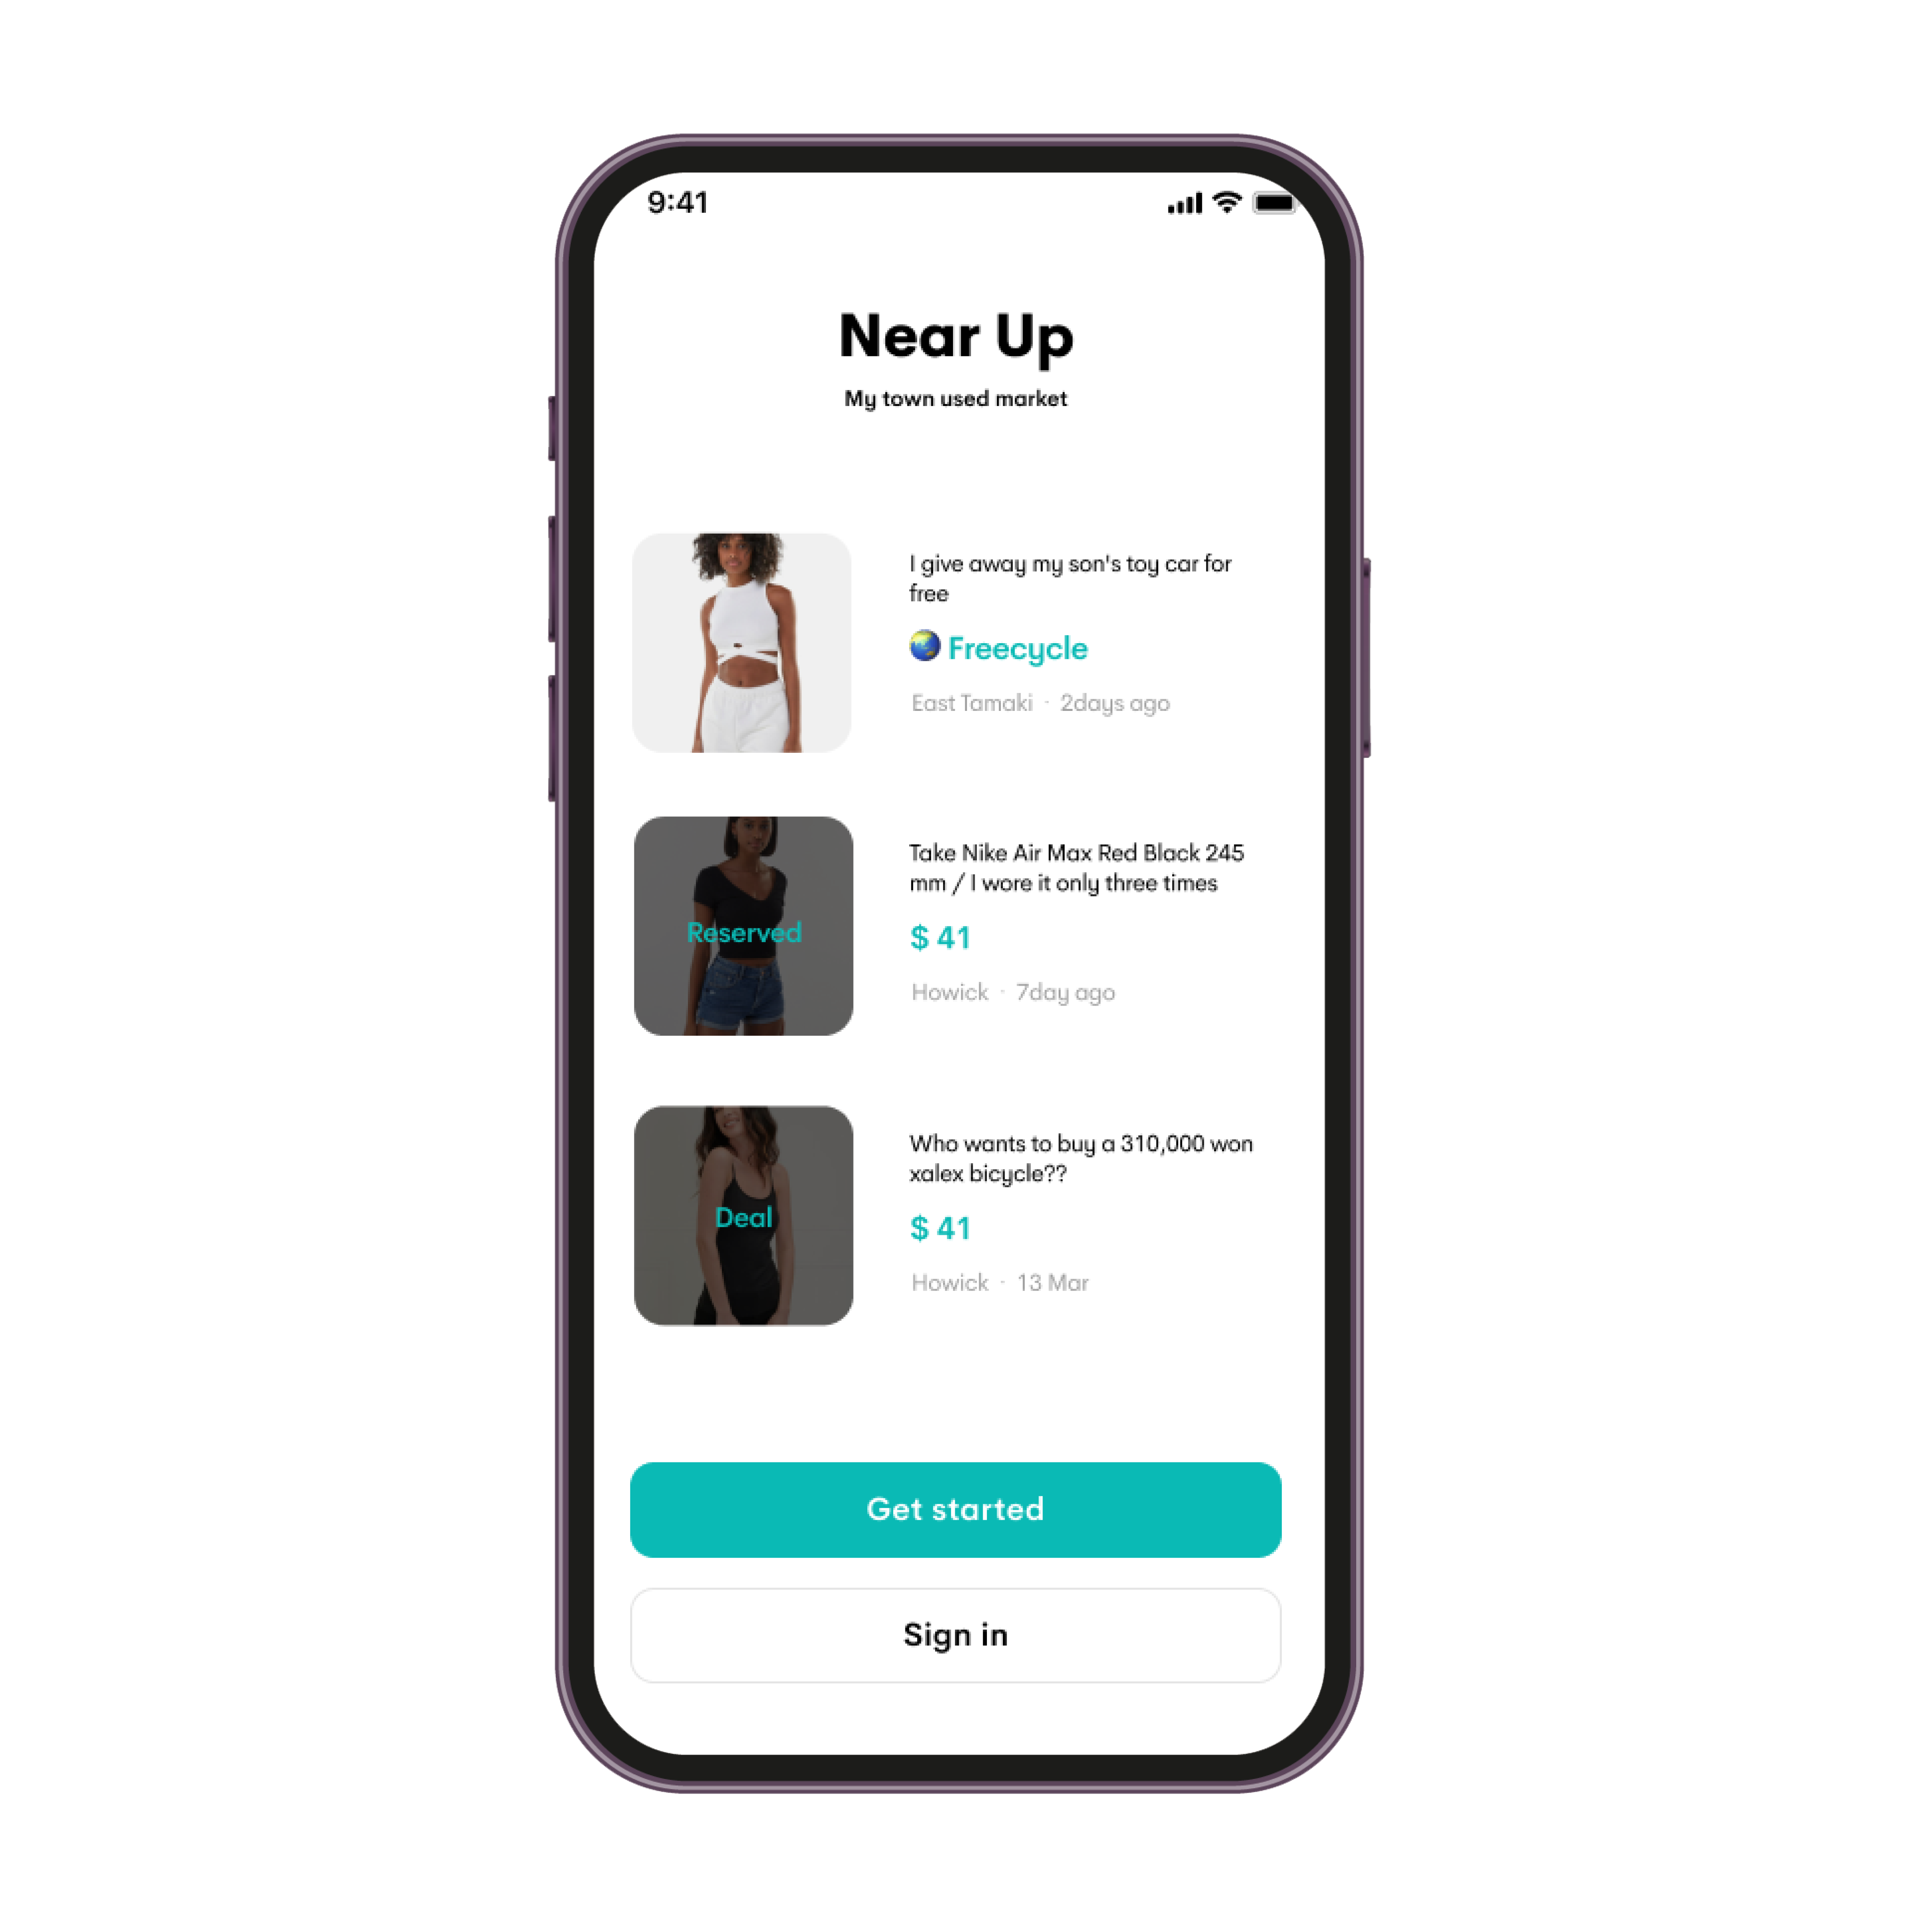 9:41
Near Up
My town used market
I give away my son's toy car for
free
Freecycle
East Tamaki · 2days ago
Take Nike Air Max Red Black 245
mm / I wore it only three times
Reserved
$ 41
Howick · 7day ago
Who wants to buy a 310,000 won
xalex bicycle??
Deal
$ 41
Howick · 13 Mar
Get started
Sign in